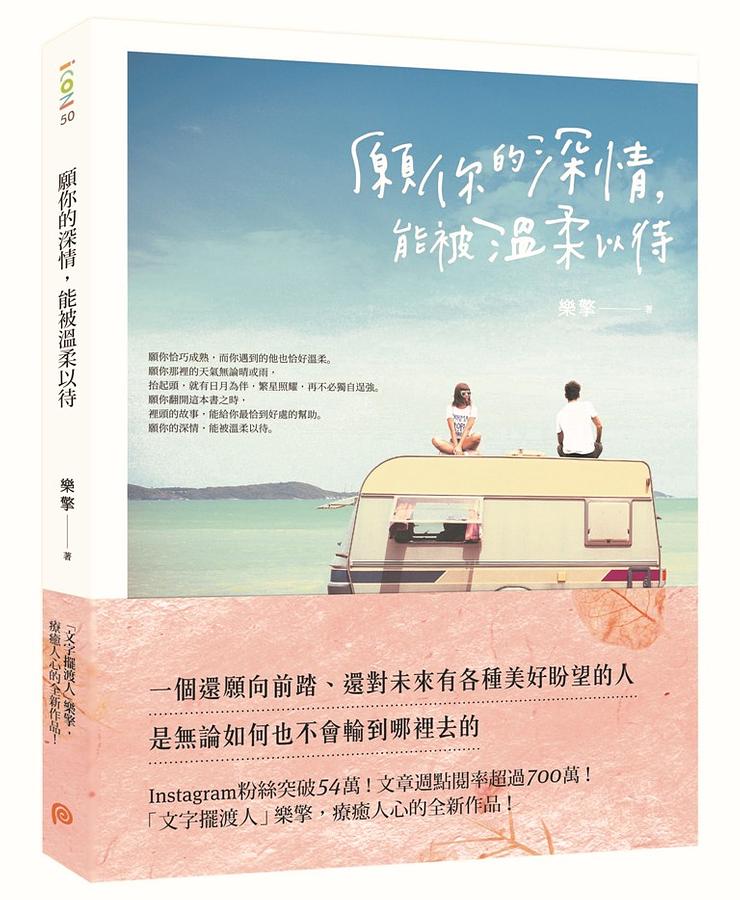 iCON
50
願你的深情，能被溫柔以待
樂擎
著
「文字擺渡人」樂擎，
療癒人心的全新作品！
願你的深情，
能被溫柔以待
樂擎——著
願你恰巧成熟，而你遇到的他也恰好溫柔。
願你那裡的天氣無論晴或雨，
抬起頭，就有日月為伴，繁星照耀，再不必獨自逞強。
願你翻開這本書之時，
裡頭的故事，能給你最恰到好處的幫助。
願你的深情，能被溫柔以待。
一個還願向前踏、還對未來有各種美好盼望的人
是無論如何也不會輸到哪裡去的
Instagram粉絲突破54萬！文章週點閱率超過700萬！
「文字擺渡人」樂擎，療癒人心的全新作品！